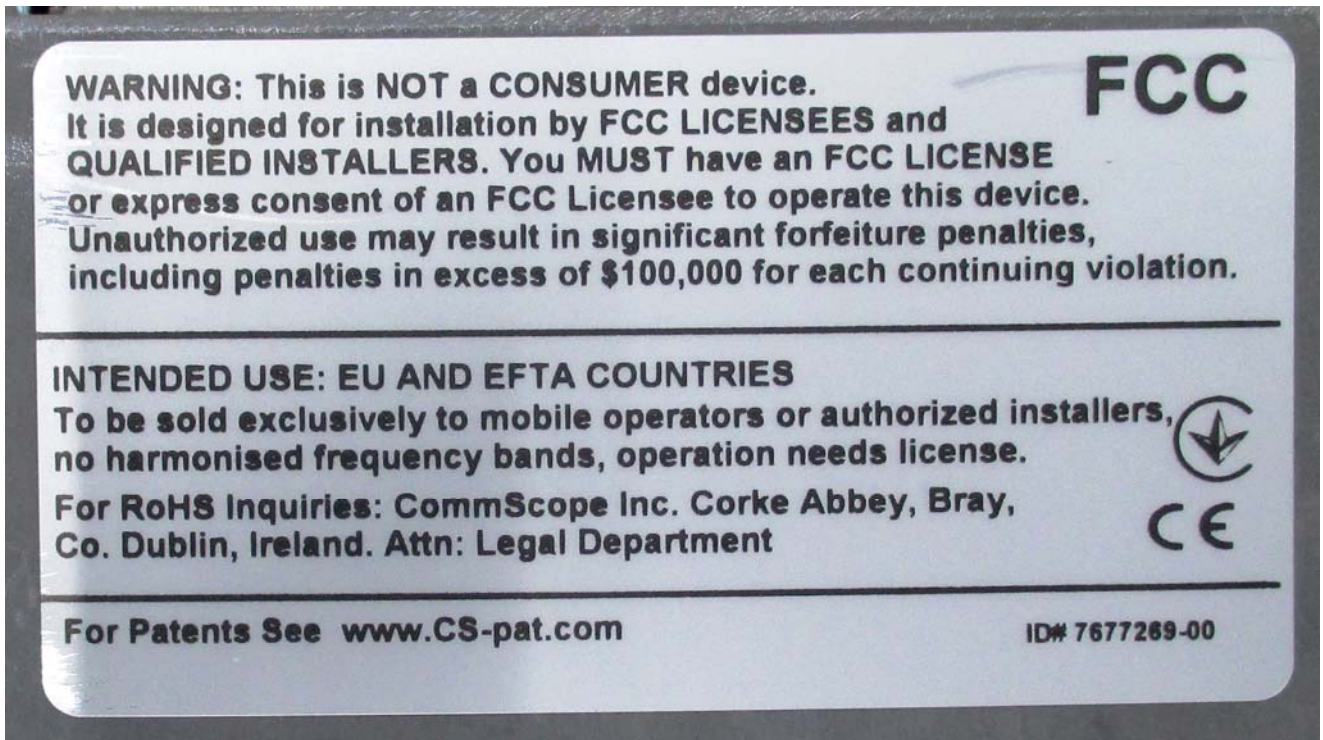 FCC
WARNING: This is NOT a CONSUMER device.
It is designed for installation by FCC LICENSEES and
QUALIFIED INSTALLERS. You MUST have an FCC LICENSE
or express consent of an FCC Licensee to operate this device.
Unauthorized use may result in significant forfeiture penalties,
including penalties in excess of $100,000 for each continuing violation.
INTENDED USE: EU AND EFTA COUNTRIES
To be sold exclusively to mobile operators or authorized installers,
no harmonised frequency bands, operation needs license.
For RoHS Inquiries: CommScope Inc. Corke Abbey, Bray,
Co. Dublin, Ireland. Attn: Legal Department
CE
For Patents See www.CS-pat.com
ID# 7677269-00